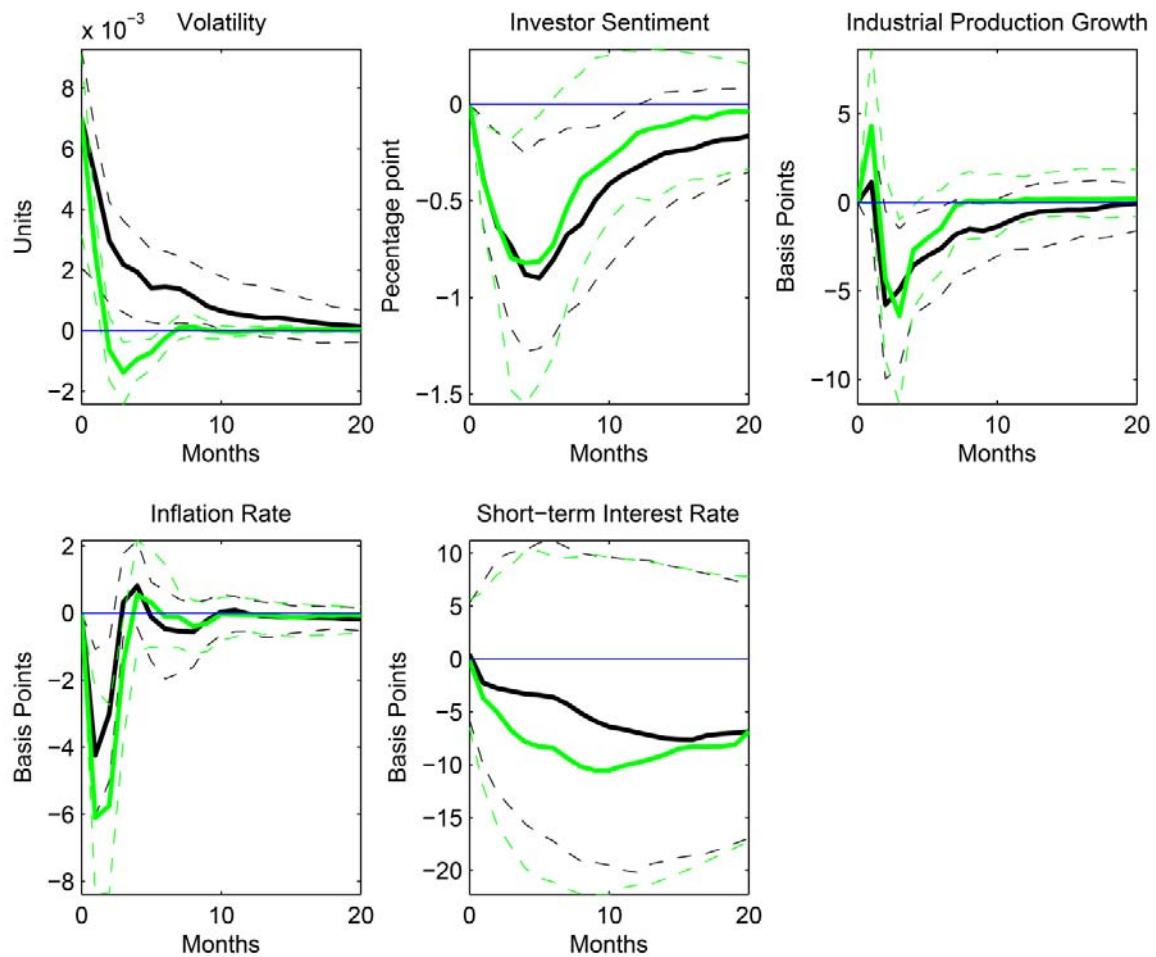 x 10⁻³ Volatility
Investor Sentiment
Industrial Production Growth
Units
8
6
4
2
0
−2
0 10 20
Months
Pecentage point
0
−0.5
−1
−1.5
0 10 20
Months
Basis Points
5
0
−5
−10
0 10 20
Months
Inflation Rate
Short−term Interest Rate
Basis Points
2
0
−2
−4
−6
−8
0 10 20
Months
Basis Points
10
5
0
−5
−10
−15
−20
0 10 20
Months